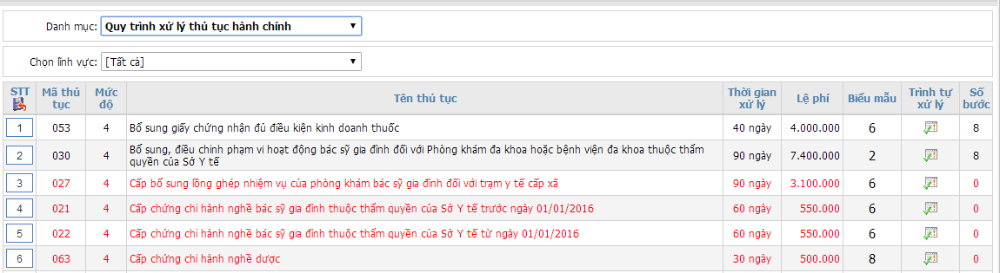 Danh mục: Quy trình xử lý thủ tục hành chính
Chọn lĩnh vực: [Tất cả]
STT Mã thủ tục Mức độ Tên thủ tục Thời gian xử lý Lệ phí Biểu mẫu Trình tự xử lý Số bước
1 053 4 Bổ sung giấy chứng nhận đủ điều kiện kinh doanh thuốc 40 ngày 4.000.000 6 8
2 030 4 Bổ sung, điều chỉnh phạm vi hoạt động bác sỹ gia đình đối với Phòng khám đa khoa hoặc bệnh viện đa khoa thuộc thẩm quyền của Sở Y tế 90 ngày 7.400.000 2 8
3 027 4 Cấp bổ sung lồng ghép nhiệm vụ của phòng khám bác sỹ gia đình đối với trạm y tế cấp xã 90 ngày 3.100.000 6 0
4 021 4 Cấp chứng chỉ hành nghề bác sỹ gia đình thuộc thẩm quyền của Sở Y tế trước ngày 01/01/2016 60 ngày 550.000 6 0
5 022 4 Cấp chứng chỉ hành nghề bác sỹ gia đình thuộc thẩm quyền của Sở Y tế từ ngày 01/01/2016 60 ngày 550.000 6 0
6 063 4 Cấp chứng chỉ hành nghề dược 30 ngày 500.000 8 0